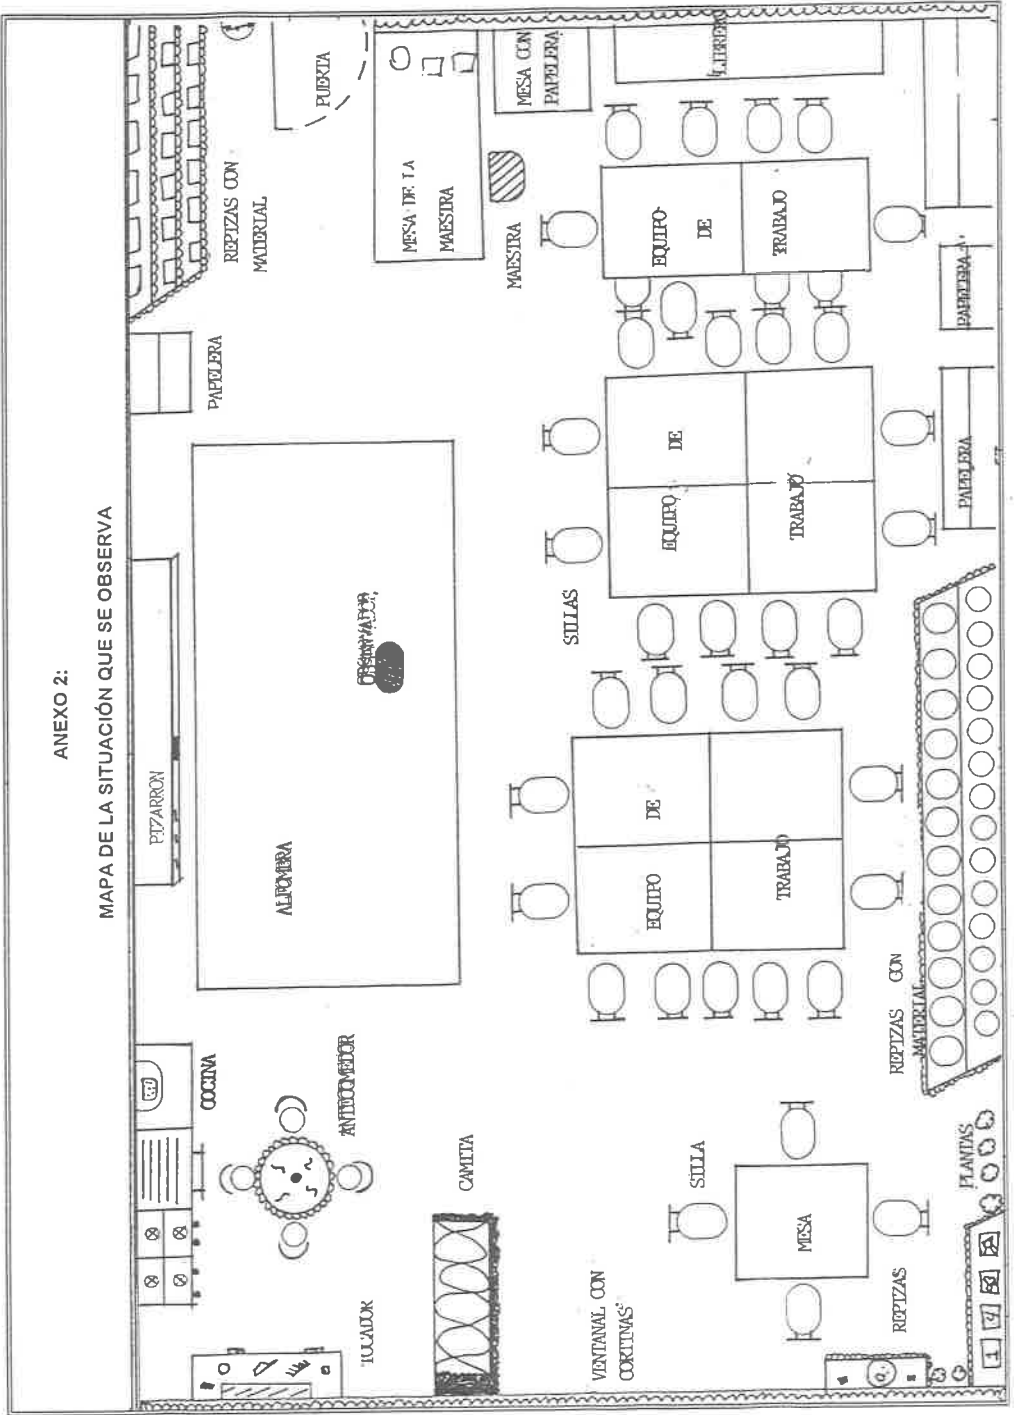 ANEXO 2:
MAPA DE LA SITUACIÓN QUE SE OBSERVA
PIZARRON
COCINA
PAPELERA
REPIZAS CON
MATERIAL
PUERTA
ALFOMBRA
OBSERVADOR
ANTECOMEDOR
TOCADOR
MESA DE LA
MAESTRA
CAMITA
MAESTRA
MESA CON
PAPELERA
SILLAS
VENTANAL CON
CORTINAS
EQUIPO
DE
TRABAJO
EQUIPO
DE
TRABAJO
EQUIPO
DE
TRABAJO
LIBRERO
SILLA
MESA
REPIZAS
REPIZAS CON
MATERIAL
PLANTAS
PAPELERA
PAPELERA